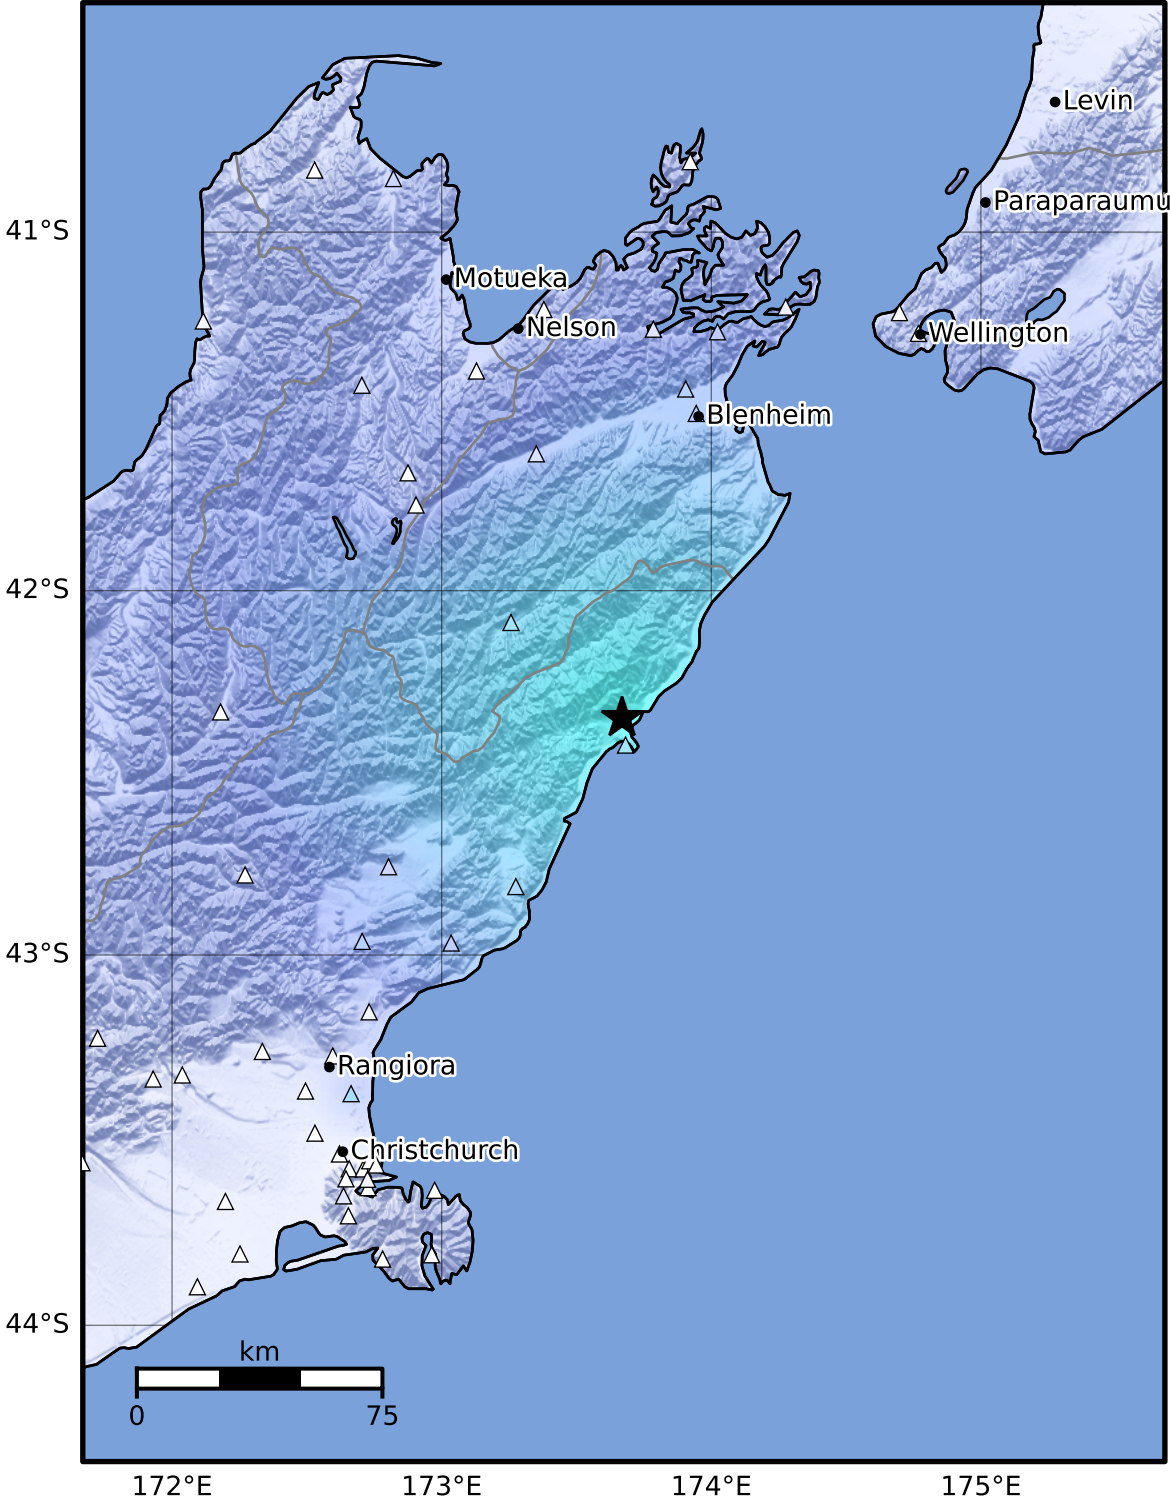 Levin
Paraparaumu
41°S
Motueka
Nelson
Wellington
Blenheim
42°S
43°S
Rangiora
Christchurch
44°S
km
0 75
172°E 173°E 174°E 175°E